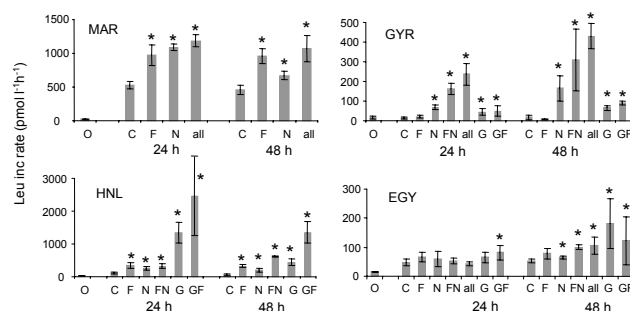 Leu inc rate (pmol l⁻¹h⁻¹)
MAR
1500
1000
500
0
* * * * * *
O C F N all C F N all
24 h 48 h
GYR
500
400
300
200
100
0
* * * * * * * * * *
O C F N FN all G GF C F N FN all G GF
24 h 48 h
HNL
3000
2000
1000
0
* * * * * * * * * *
O C F N FN G GF C F N FN G GF
24 h 48 h
EGY
300
200
100
0
* * * * * *
O C F N FN all G GF C F N FN all G GF
24 h 48 h